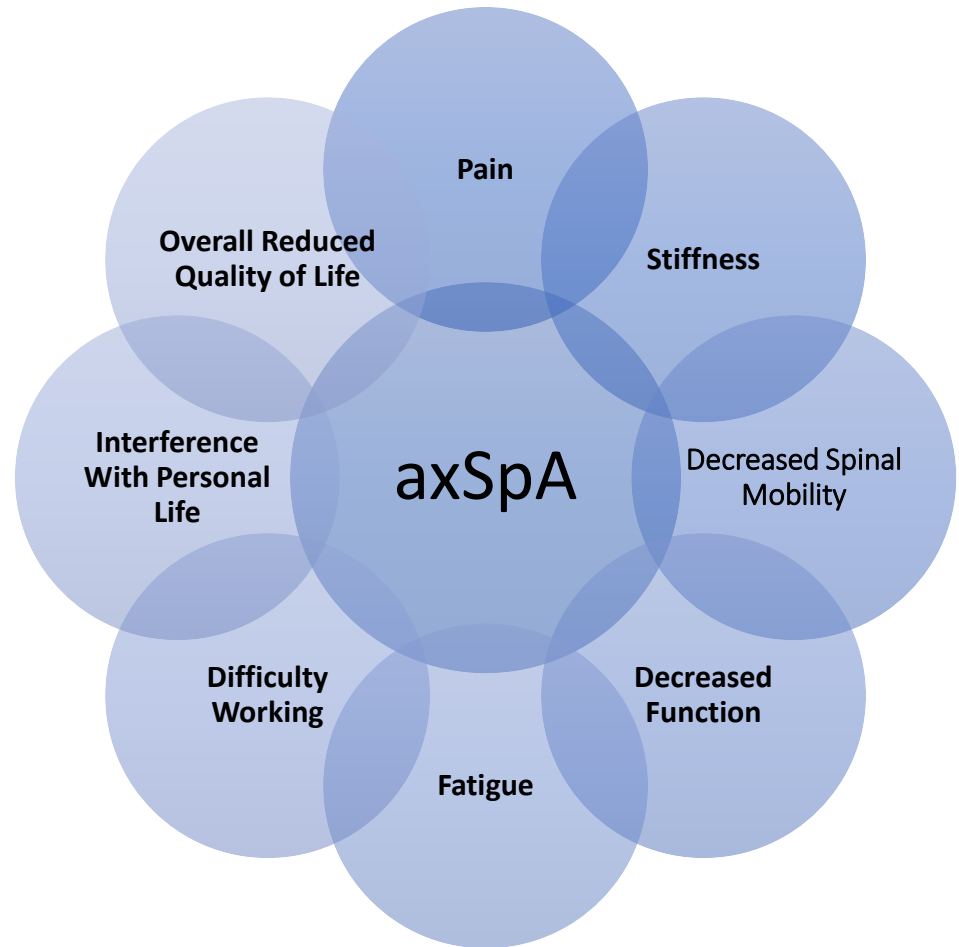 Pain
Stiffness
Decreased Spinal
Mobility
Decreased
Function
Fatigue
Difficulty
Working
Interference
With Personal
Life
Overall Reduced
Quality of Life
axSpA